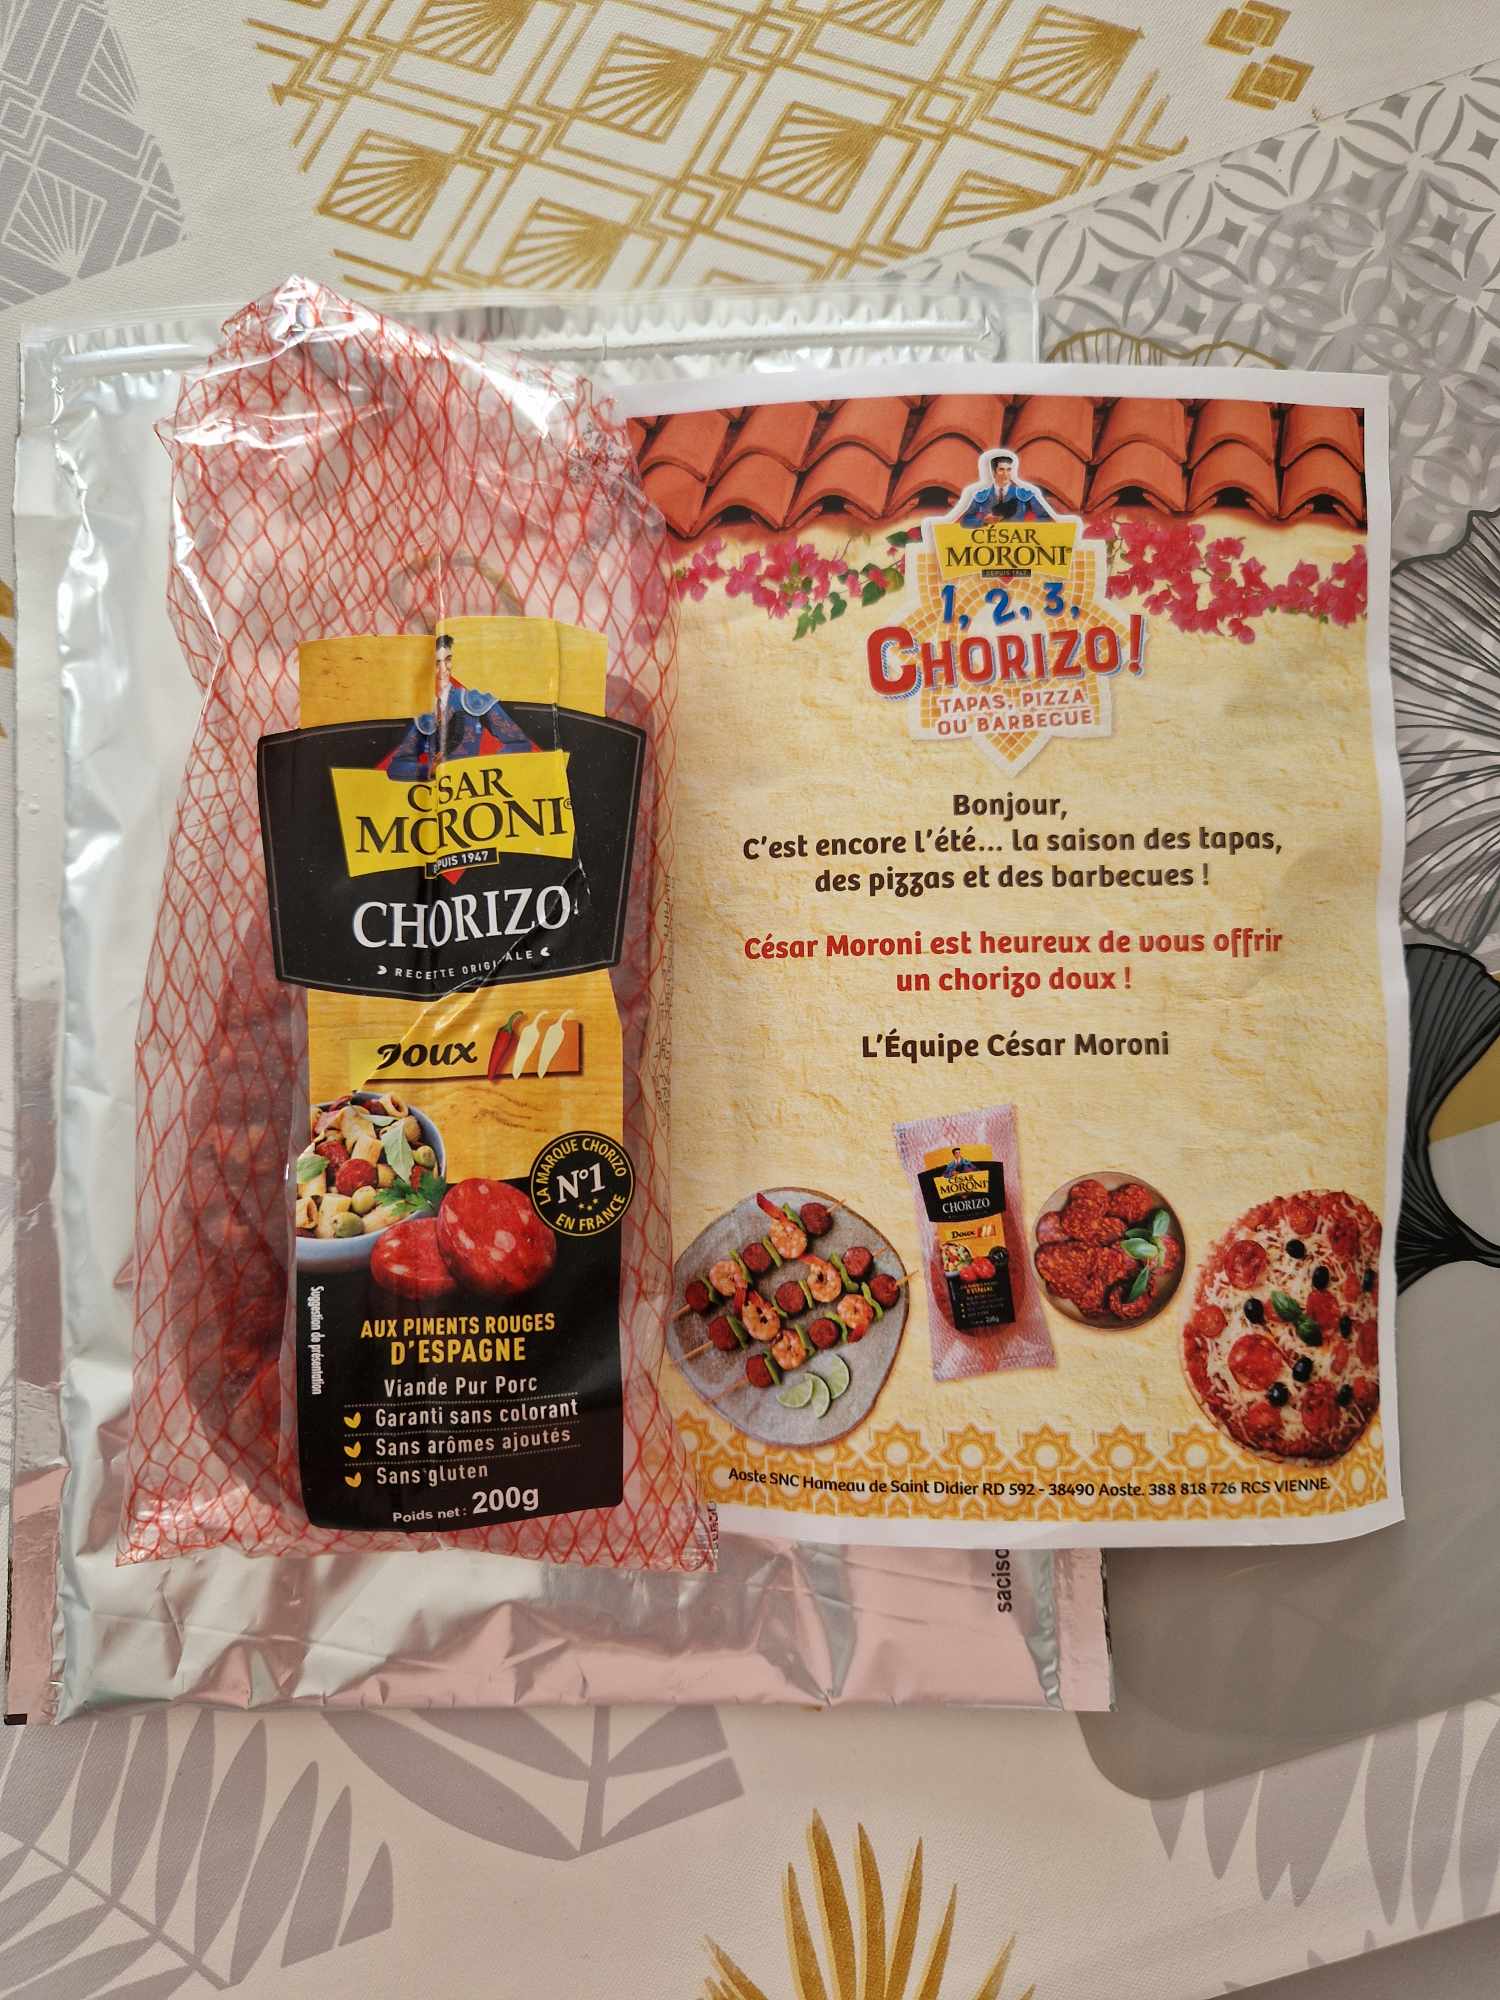 CÉSAR
MORONI®
DEPUIS 1947
CHORIZO
RECETTE ORIGINALE
DOUX
LA MARQUE CHORIZO
N°1
EN FRANCE
Suggestion de présentation
AUX PIMENTS ROUGES
D'ESPAGNE
Viande Pur Porc
Garanti sans colorant
Sans arômes ajoutés
Sans gluten
Poids net : 200g
CÉSAR
MORONI®
DEPUIS 1947
1, 2, 3,
CHORIZO!
TAPAS, PIZZA
OU BARBECUE
Bonjour,
C'est encore l'été... la saison des tapas,
des pizzas et des barbecues !
César Moroni est heureux de vous offrir
un chorizo doux !
L'Équipe César Moroni
CÉSAR
MORONI
CHORIZO
Doux
N°1
D'ESPAGNE
200g
Aoste SNC Hameau de Saint Didier RD 592 - 38490 Aoste. 388 818 726 RCS VIENNE.
saciso